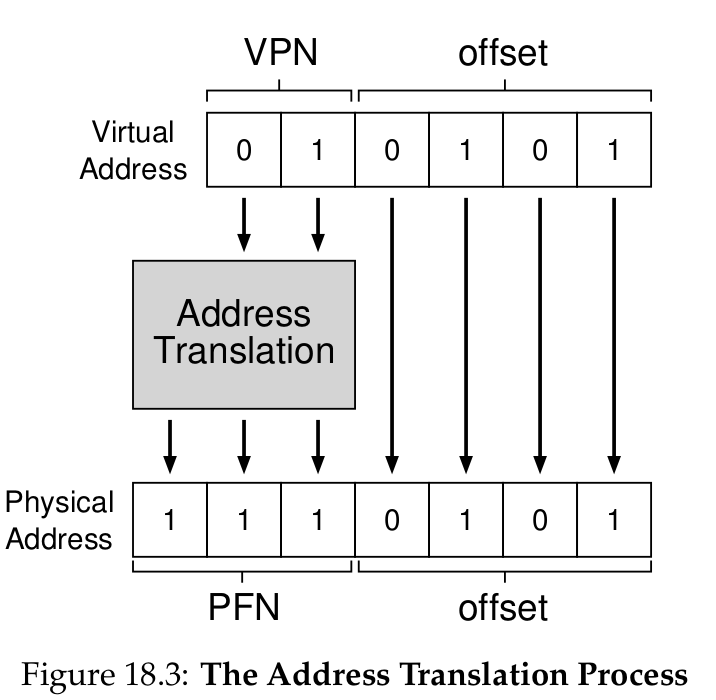 VPN offset
Virtual Address
0 1 0 1 0 1
Address
Translation
Physical Address
1 1 1 0 1 0 1
PFN offset
Figure 18.3: The Address Translation Process